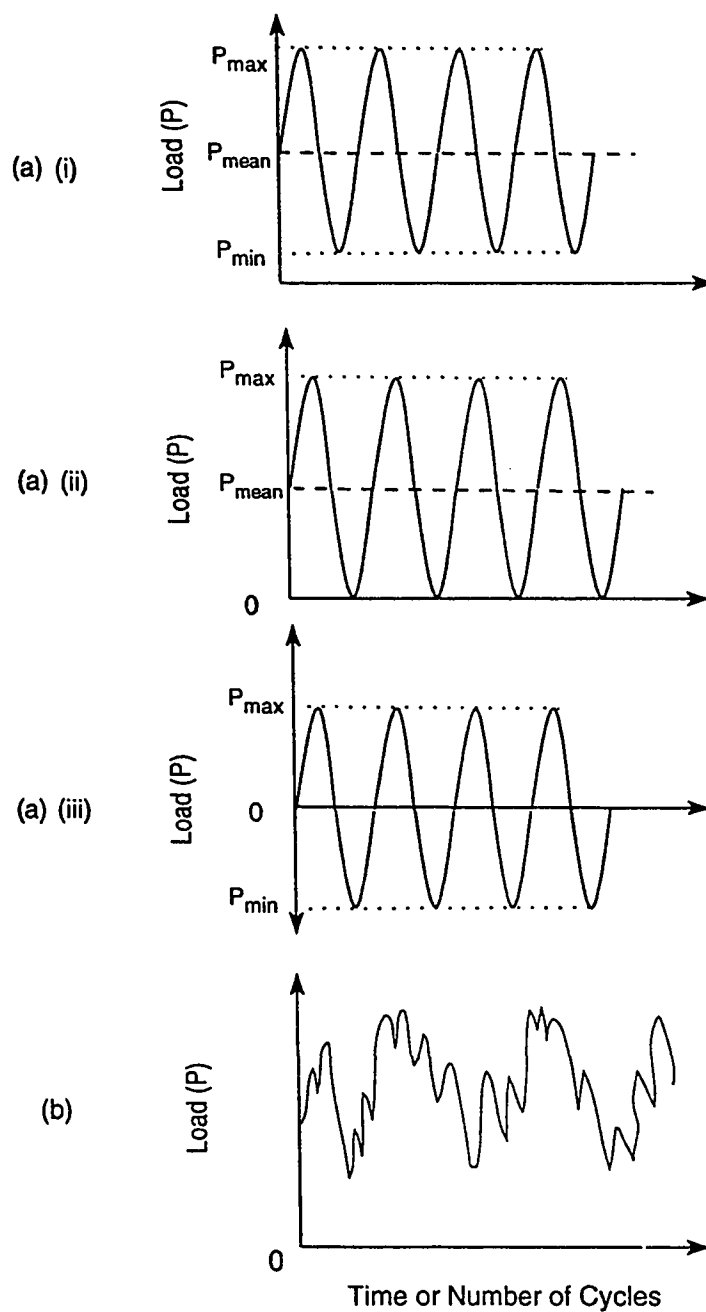 (a) (i)
Load (P)
Pmax
Pmean
Pmin
(a) (ii)
Load (P)
Pmax
Pmean
0
(a) (iii)
Load (P)
Pmax
0
Pmin
(b)
Load (P)
0
Time or Number of Cycles